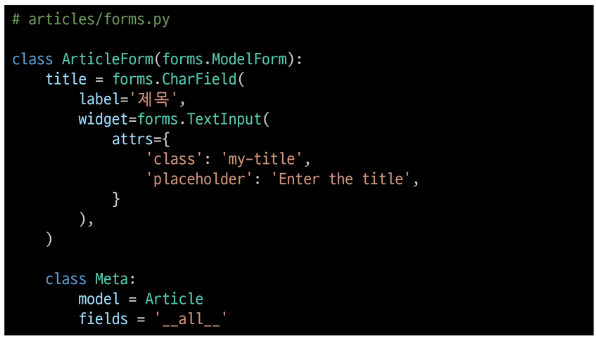 # articles/forms.py

class ArticleForm(forms.ModelForm):
    title = forms.CharField(
        label='제목',
        widget=forms.TextInput(
            attrs={
                'class': 'my-title',
                'placeholder': 'Enter the title',
            }
        ),
    )

    class Meta:
        model = Article
        fields = '__all__'